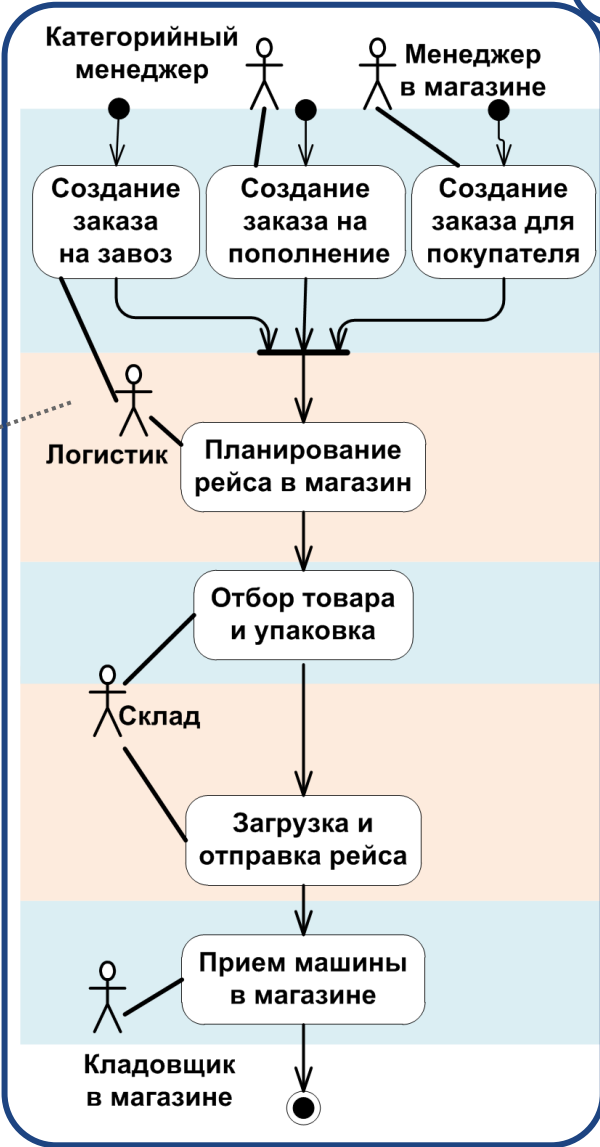 Категорийный
менеджер
Менеджер
в магазине
Создание
заказа
на завоз
Создание
заказа на
пополнение
Создание
заказа для
покупателя
Логистик
Планирование
рейса в магазин
Отбор товара
и упаковка
Склад
Загрузка и
отправка рейса
Прием машины
в магазине
Кладовщик
в магазине